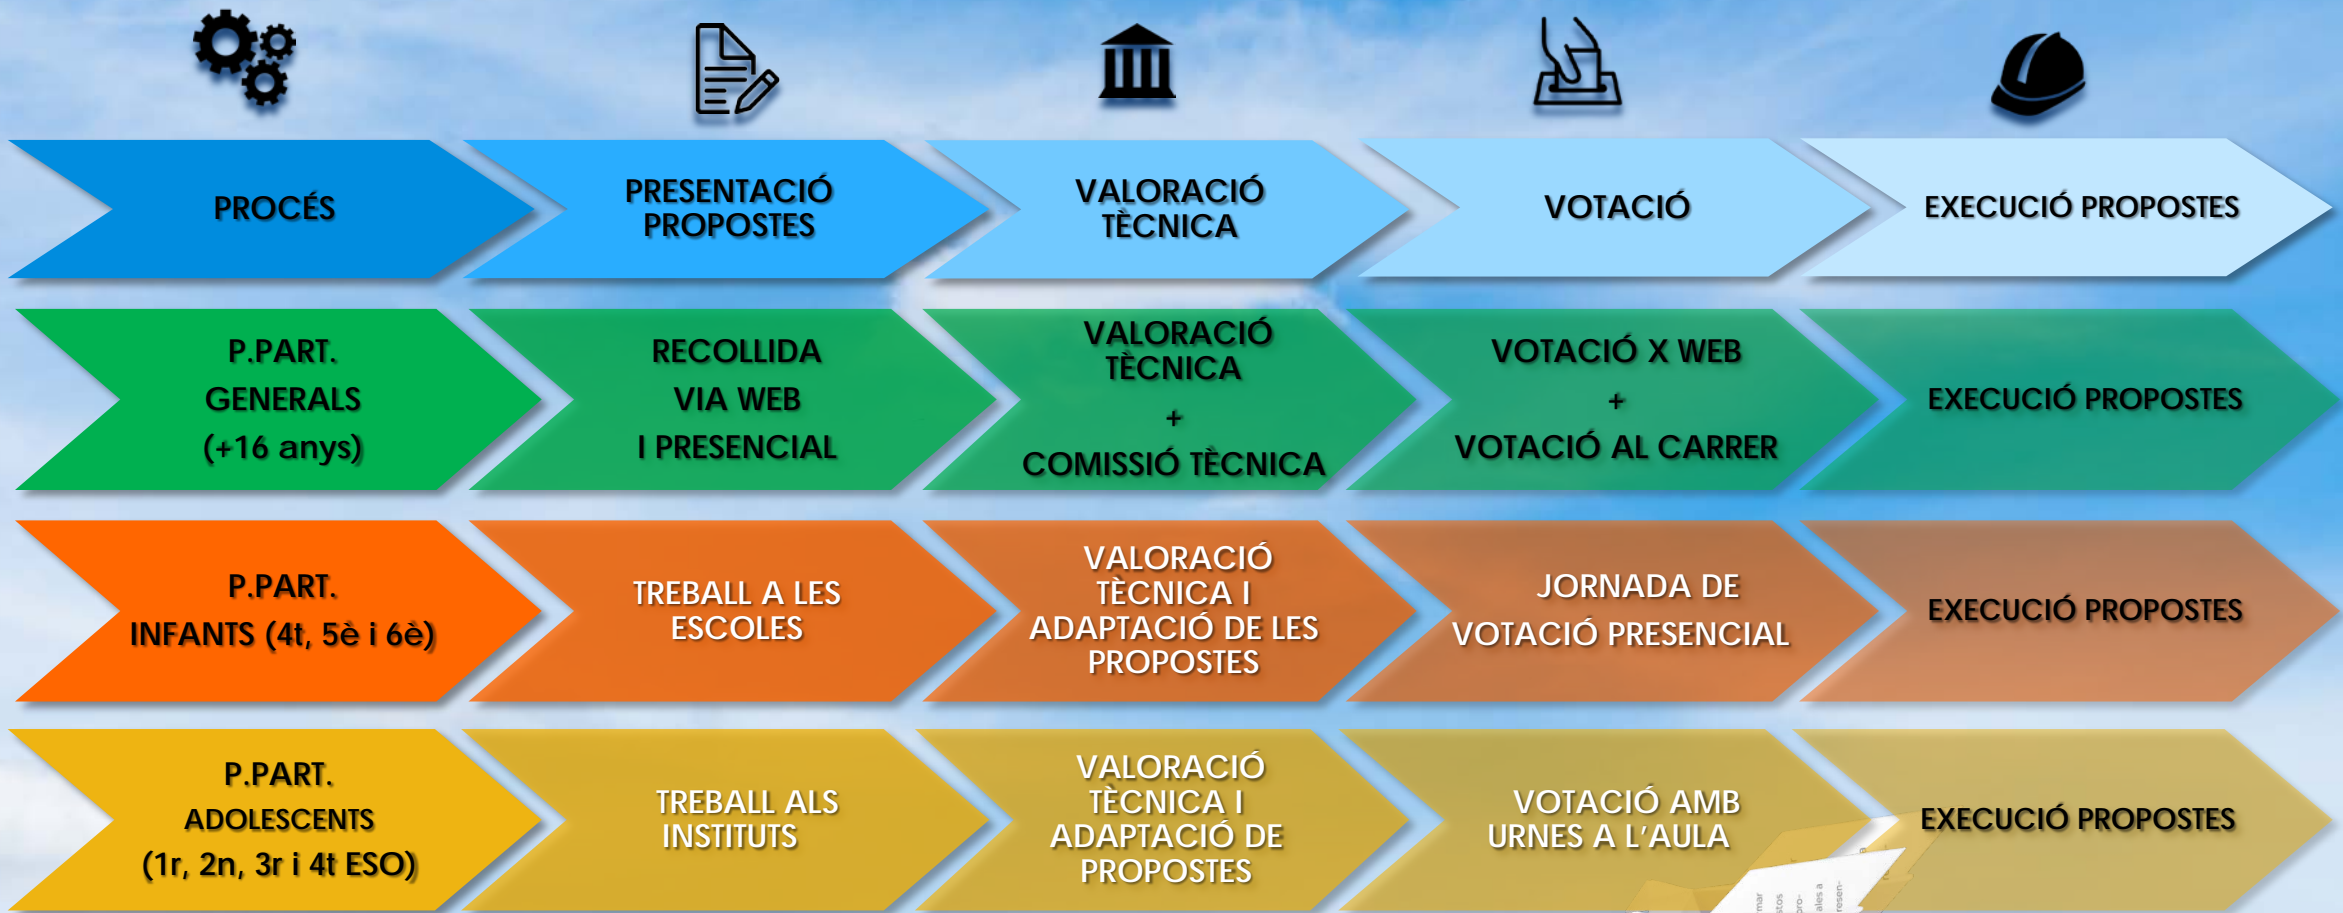 PROCÉS
PRESENTACIÓ
PROPOSTES
VALORACIÓ
TÈCNICA
VOTACIÓ
EXECUCIÓ PROPOSTES
P.PART.
GENERALS
(+16 anys)
RECOLLIDA
VIA WEB
I PRESENCIAL
VALORACIÓ
TÈCNICA
+
COMISSIÓ TÈCNICA
VOTACIÓ X WEB
+
VOTACIÓ AL CARRER
EXECUCIÓ PROPOSTES
P.PART.
INFANTS (4t, 5è i 6è)
TREBALL A LES
ESCOLES
VALORACIÓ
TÈCNICA I
ADAPTACIÓ DE LES
PROPOSTES
JORNADA DE
VOTACIÓ PRESENCIAL
EXECUCIÓ PROPOSTES
P.PART.
ADOLESCENTS
(1r, 2n, 3r i 4t ESO)
TREBALL ALS
INSTITUTS
VALORACIÓ
TÈCNICA I
ADAPTACIÓ DE
PROPOSTES
VOTACIÓ AMB
URNES A L'AULA
EXECUCIÓ PROPOSTES